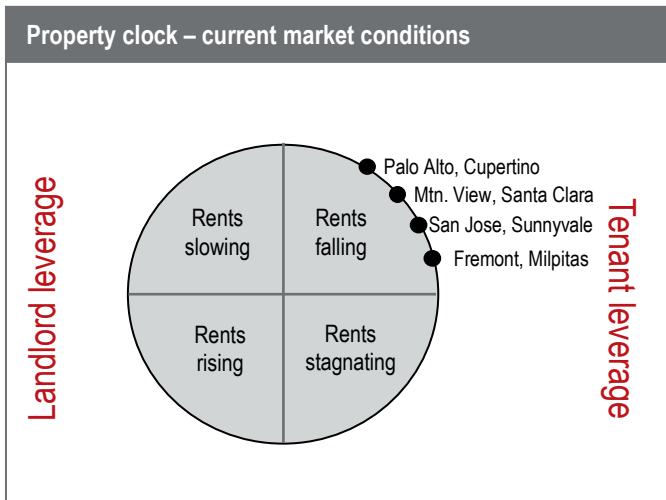 Property clock – current market conditions
Landlord leverage
Rents
slowing
Rents
falling
Rents
rising
Rents
stagnating
Palo Alto, Cupertino
Mtn. View, Santa Clara
San Jose, Sunnyvale
Fremont, Milpitas
Tenant leverage